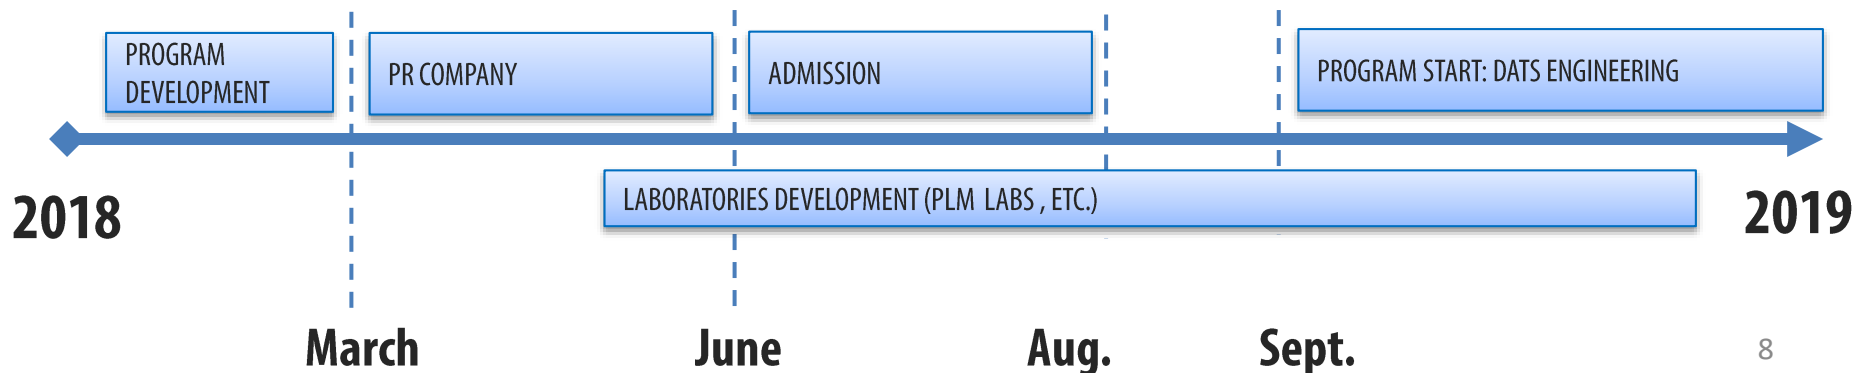 PROGRAM
DEVELOPMENT
PR COMPANY
ADMISSION
PROGRAM START: DATS ENGINEERING
LABORATORIES DEVELOPMENT (PLM LABS , ETC.)
2018
2019
March
June
Aug.
Sept.
8